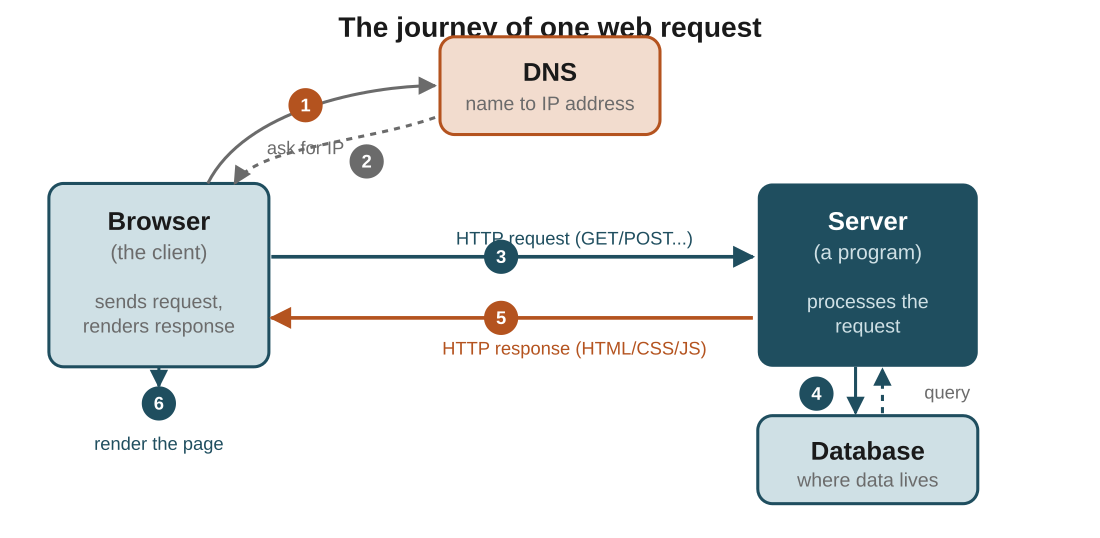 The journey of one web request
DNS
name to IP address
1
ask for IP
2
Browser
(the client)
sends request,
renders response
HTTP request (GET/POST...)
3
5
HTTP response (HTML/CSS/JS)
Server
(a program)
processes the
request
4
query
6
render the page
Database
where data lives